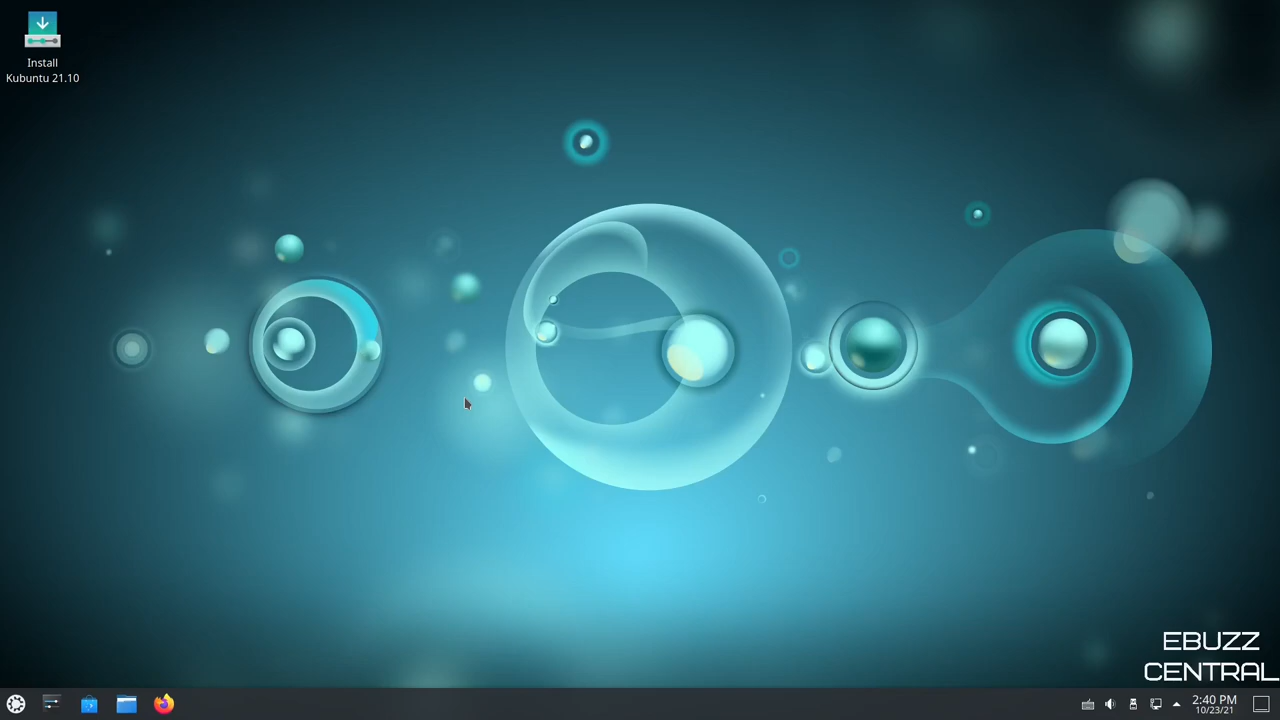 Install
Kubuntu 21.10
EBUZZ
CENTRAL
2:40 PM
10/23/21